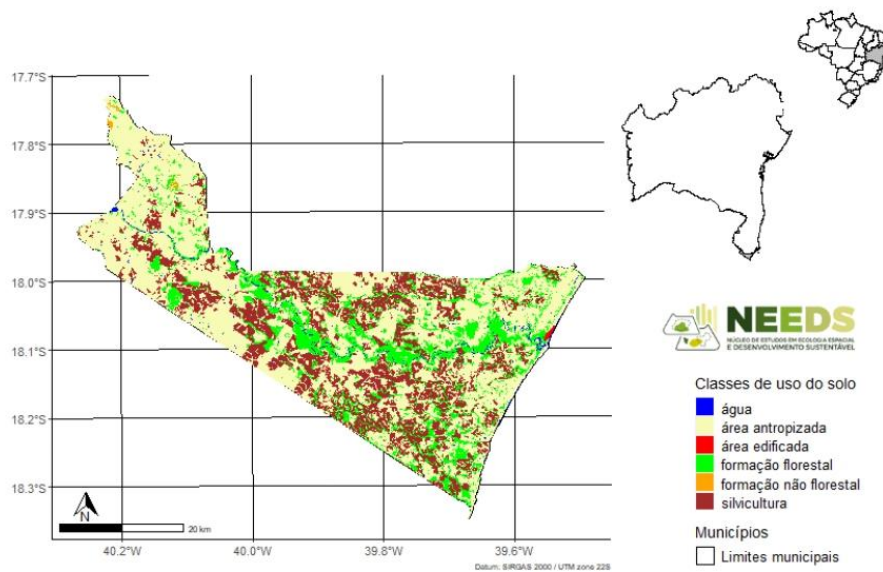 17.7°S
17.8°S
17.9°S
18.0°S
18.1°S
18.2°S
18.3°S
N
20 km
40.2°W
40.0°W
39.8°W
39.6°W
Datum: SIRGAS 2000 / UTM zone 22S
NEEDS
NÚCLEO DE ESTUDOS EM ECOLOGIA ESPACIAL
E DESENVOLVIMENTO SUSTENTÁVEL
Classes de uso do solo
água
área antropizada
área edificada
formação florestal
formação não florestal
silvicultura
Municípios
Limites municipais